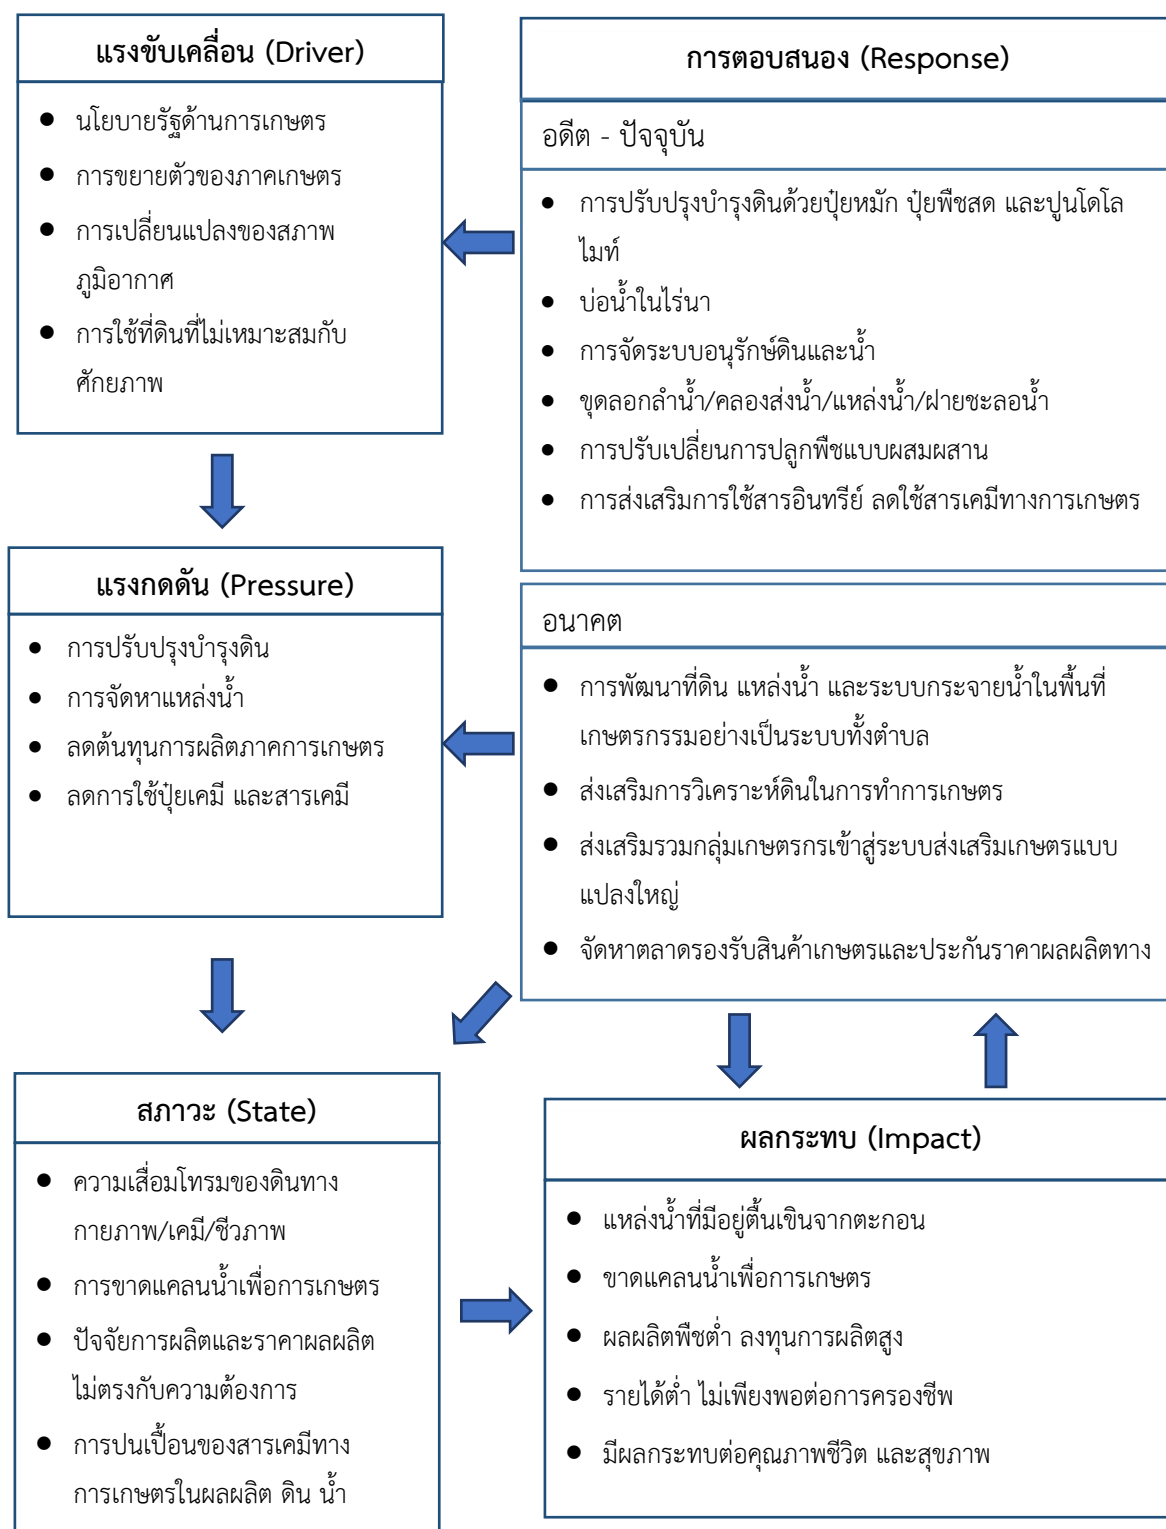 แรงขับเคลื่อน (Driver)
นโยบายรัฐด้านการเกษตร
การขยายตัวของภาคเกษตร
การเปลี่ยนแปลงของสภาพ
ภูมิอากาศ
การใช้ที่ดินที่ไม่เหมาะสมกับ
ศักยภาพ
การตอบสนอง (Response)
อดีต - ปัจจุบัน
การปรับปรุงบำรุงดินด้วยปุ๋ยหมัก ปุ๋ยพืชสด และปูนโดโล
ไมท์
บ่อน้ำในไร่นา
การจัดระบบอนุรักษ์ดินและน้ำ
ขุดลอกลำน้ำ/คลองส่งน้ำ/แหล่งน้ำ/ฝายชะลอน้ำ
การปรับเปลี่ยนการปลูกพืชแบบผสมผสาน
การส่งเสริมการใช้สารอินทรีย์ ลดใช้สารเคมีทางการเกษตร
แรงกดดัน (Pressure)
การปรับปรุงบำรุงดิน
การจัดหาแหล่งน้ำ
ลดต้นทุนการผลิตภาคการเกษตร
ลดการใช้ปุ๋ยเคมี และสารเคมี
อนาคต
การพัฒนาที่ดิน แหล่งน้ำ และระบบกระจายน้ำในพื้นที่
เกษตรกรรมอย่างเป็นระบบทั้งตำบล
ส่งเสริมการวิเคราะห์ดินในการทำการเกษตร
ส่งเสริมรวมกลุ่มเกษตรกรเข้าสู่ระบบส่งเสริมเกษตรแบบ
แปลงใหญ่
จัดหาตลาดรองรับสินค้าเกษตรและประกันราคาผลผลิตทาง
สภาวะ (State)
ความเสื่อมโทรมของดินทาง
กายภาพ/เคมี/ชีวภาพ
การขาดแคลนน้ำเพื่อการเกษตร
ปัจจัยการผลิตและราคาผลผลิต
ไม่ตรงกับความต้องการ
การปนเปื้อนของสารเคมีทาง
การเกษตรในผลผลิต ดิน น้ำ
ผลกระทบ (Impact)
แหล่งน้ำที่มีอยู่ตื้นเขินจากตะกอน
ขาดแคลนน้ำเพื่อการเกษตร
ผลผลิตพืชต่ำ ลงทุนการผลิตสูง
รายได้ต่ำ ไม่เพียงพอต่อการครองชีพ
มีผลกระทบต่อคุณภาพชีวิต และสุขภาพ